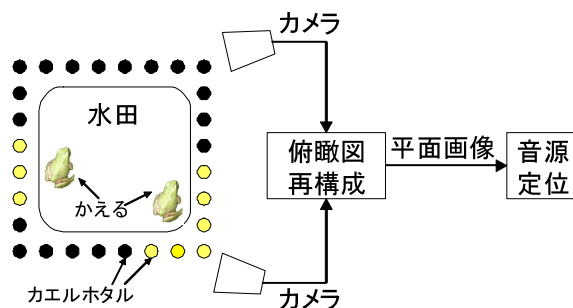 カメラ
水田
かえる
カエルホタル
カメラ
俯瞰図
再構成
平面画像
音源
定位